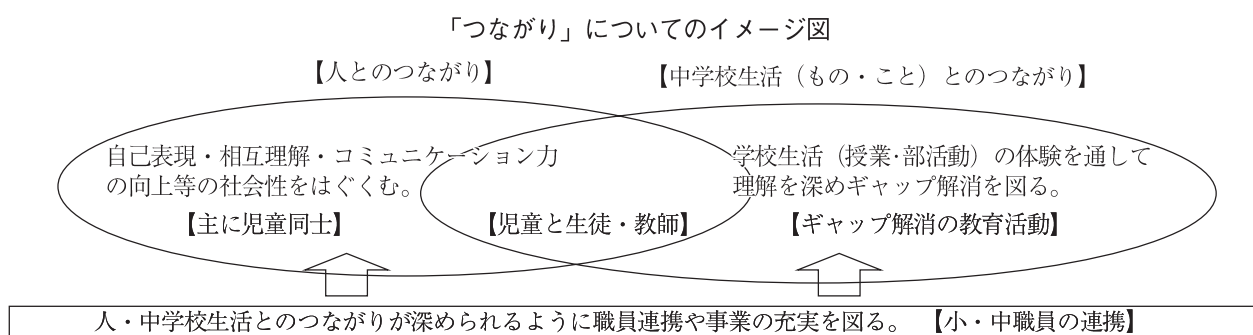 「つながり」についてのイメージ図
【人とのつながり】
【中学校生活(もの・こと)とのつながり】
自己表現・相互理解・コミュニケーション力
の向上等の社会性をはぐくむ。
【主に児童同士】
【児童と生徒・教師】
学校生活(授業・部活動)の体験を通して
理解を深めギャップ解消を図る。
【ギャップ解消の教育活動】
人・中学校生活とのつながりが深められるように職員連携や事業の充実を図る。 【小・中職員の連携】